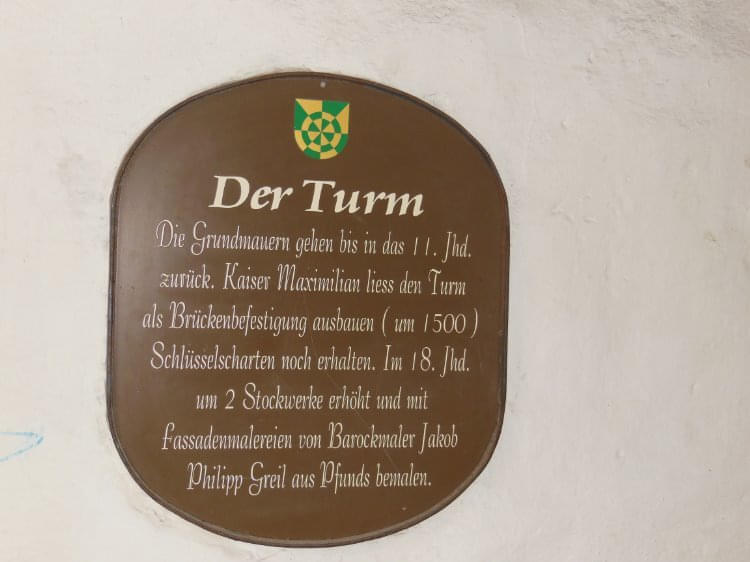 Der Turm
Die Grundmauern gehen bis in das 11. Jhd.
zurück. Kaiser Maximilian liess den Turm
als Brückenbefestigung ausbauen ( um 1500 )
Schlüsselscharten noch erhalten. Im 18. Jhd.
um 2 Stockwerke erhöht und mit
Fassadenmalereien von Barockmaler Jakob
Philipp Greil aus Pfunds bemalen.